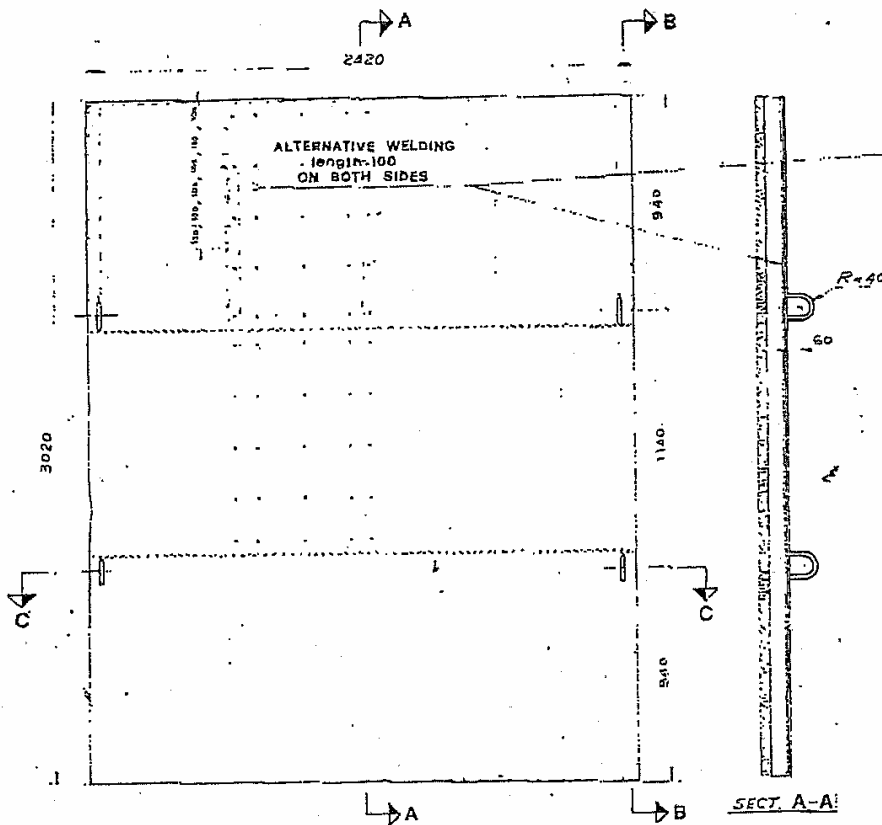 A
B
2420
ALTERNATIVE WELDING
length-100
ON BOTH SIDES
940
R=40
60
3020
1140
C
C
940
A
B
SECT. A-A